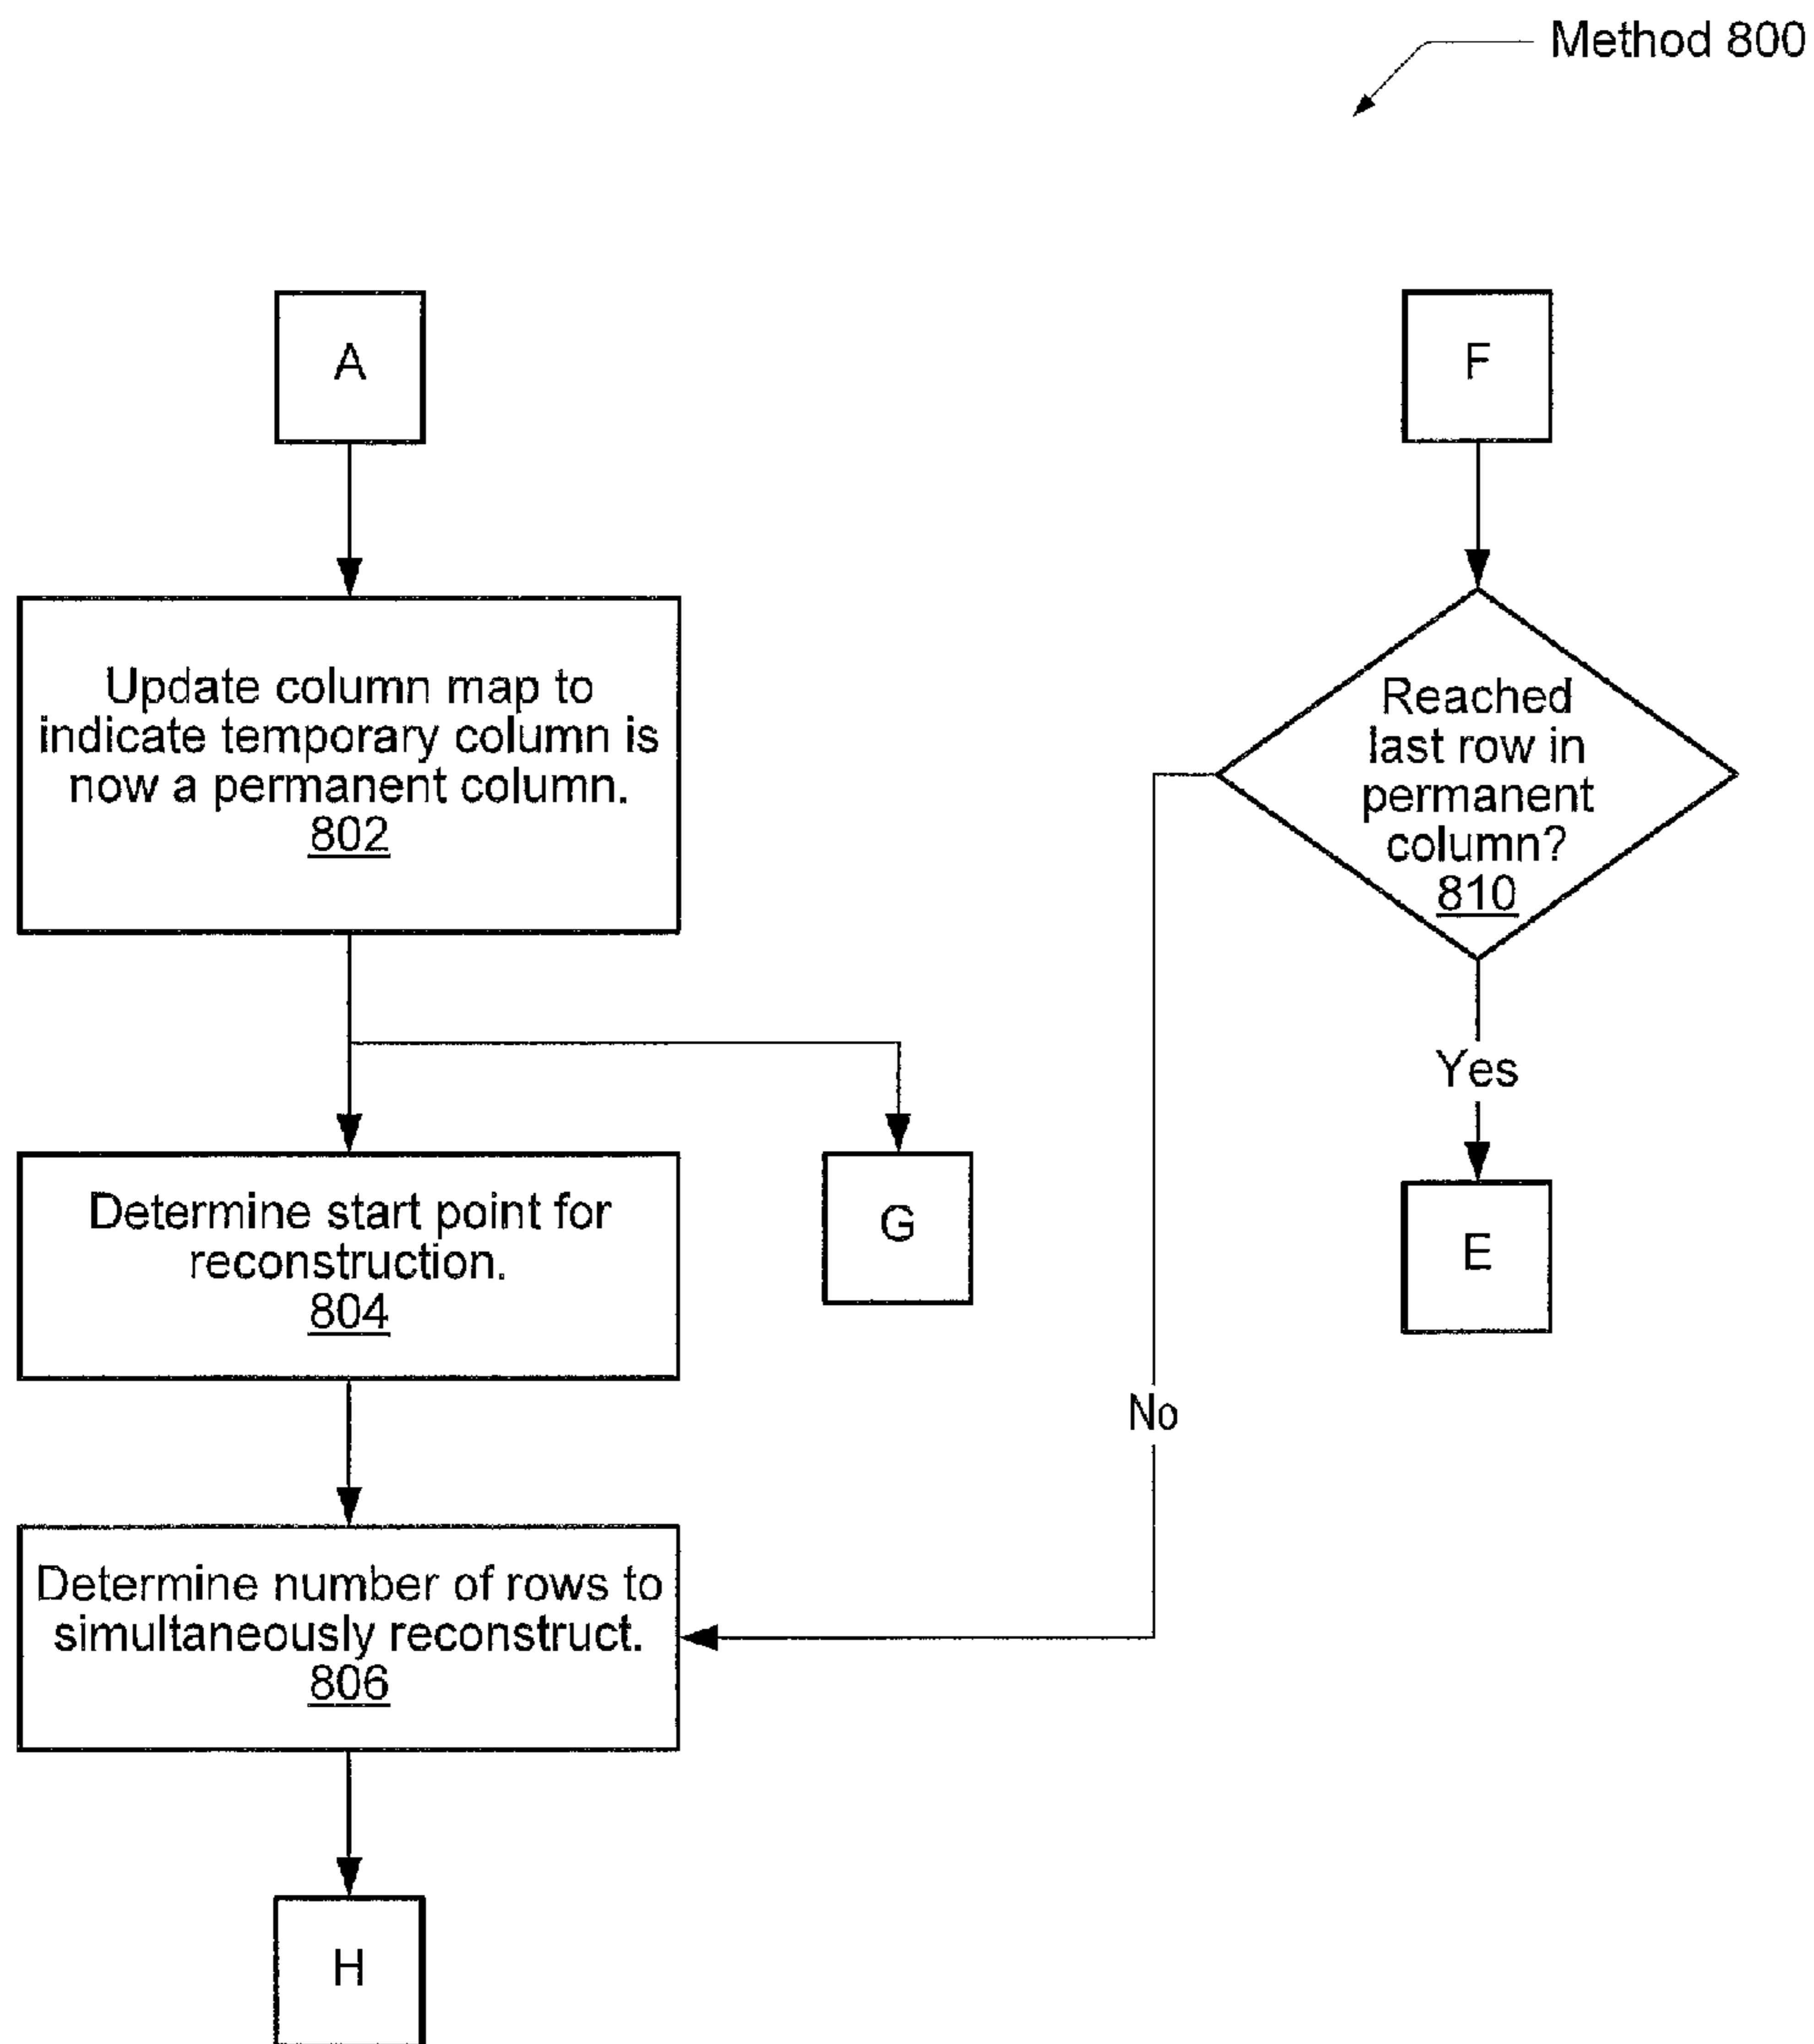 Method 800
A
F
Update column map to
indicate temporary column is
now a permanent column.
802
Reached
last row in
permanent
column?
810
Yes
Determine start point for
reconstruction.
804
G
E
No
Determine number of rows to
simultaneously reconstruct.
806
H